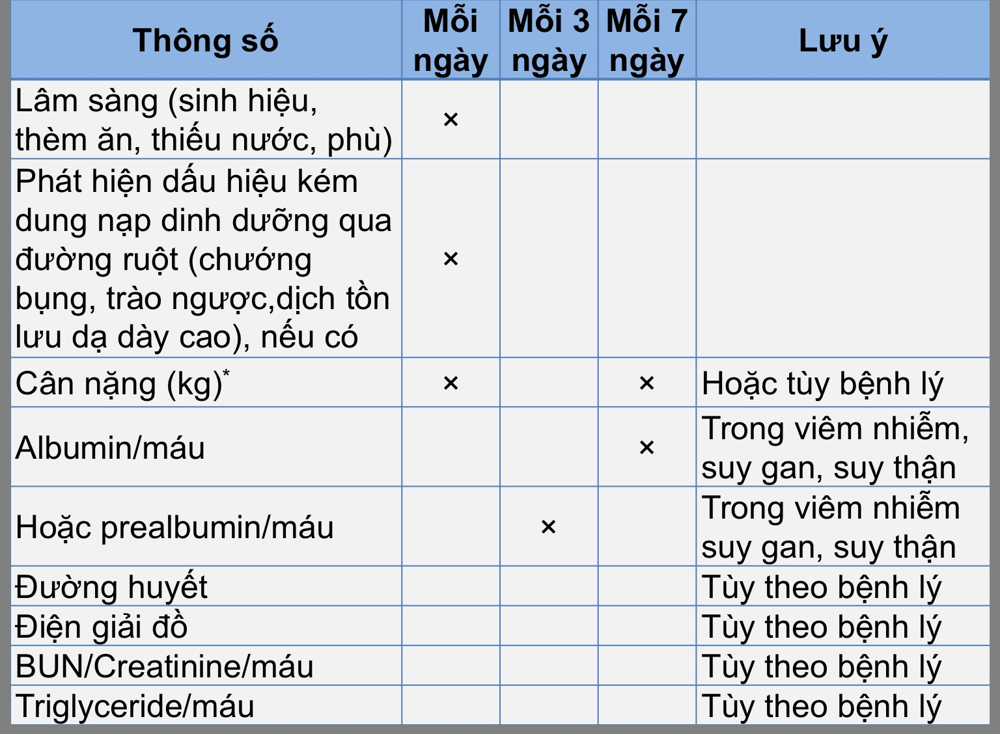 Thông số
Mỗi
ngày
Mỗi 3
ngày
Mỗi 7
ngày
Lưu ý
Lâm sàng (sinh hiệu,
thèm ăn, thiếu nước, phù)
×
Phát hiện dấu hiệu kém
dung nạp dinh dưỡng qua
đường ruột (chướng
bụng, trào ngược,dịch tồn
lưu dạ dày cao), nếu có
×
Cân nặng (kg)*
×
×
Hoặc tùy bệnh lý
Albumin/máu
×
Trong viêm nhiễm,
suy gan, suy thận
Hoặc prealbumin/máu
×
Trong viêm nhiễm
suy gan, suy thận
Đường huyết
Tùy theo bệnh lý
Điện giải đồ
Tùy theo bệnh lý
BUN/Creatinine/máu
Tùy theo bệnh lý
Triglyceride/máu
Tùy theo bệnh lý